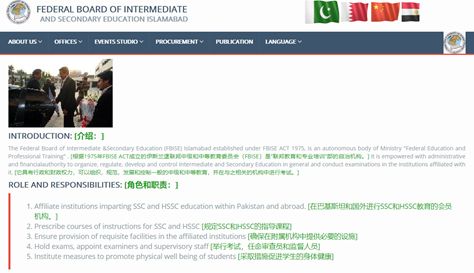 FEDERAL BOARD OF INTERMEDIATE
AND SECONDARY EDUCATION ISLAMABAD
ABOUT US OFFICES EVENTS STUDIO PROCUREMENT PUBLICATION LANGUAGE
INTRODUCTION: [介绍：]
The Federal Board of Intermediate &Secondary Education (FBISE) Islamabad established under FBISE ACT 1975, is an autonomous body of Ministry "Federal Education and
Professional Training" . [根据1975年FBISE ACT成立的伊斯兰堡联邦中级和中等教育委员会（FBISE）是"联邦教育和专业培训"部的自治机构。] It is empowered with administrative
and financialauthority to organize, regulate, develop and control Intermediate and Secondary Education in general and conduct examinations in the Institutions affiliated with
it. [它具有行政和财政权力，可以组织、规范、发展和控制一般的中级和中等教育，并在与之相关的机构中进行考试。]
ROLE AND RESPONSIBILITIES: [角色和职责：]
1. Affiliate institutions imparting SSC and HSSC education within Pakistan and abroad. [在巴基斯坦和国外进行SSC和HSSC教育的会员
机构。]
2. Prescribe courses of instructions for SSC and HSSC [规定SSC和HSSC的指导课程]
3. Ensure provision of requisite facilities in the affiliated institutions [确保在附属机构中提供必要的设施]
4. Hold exams, appoint examiners and supervisory staff [举行考试，任命审查员和监督人员]
5. Institute measures to promote physical well being of students [采取措施促进学生的身体健康]